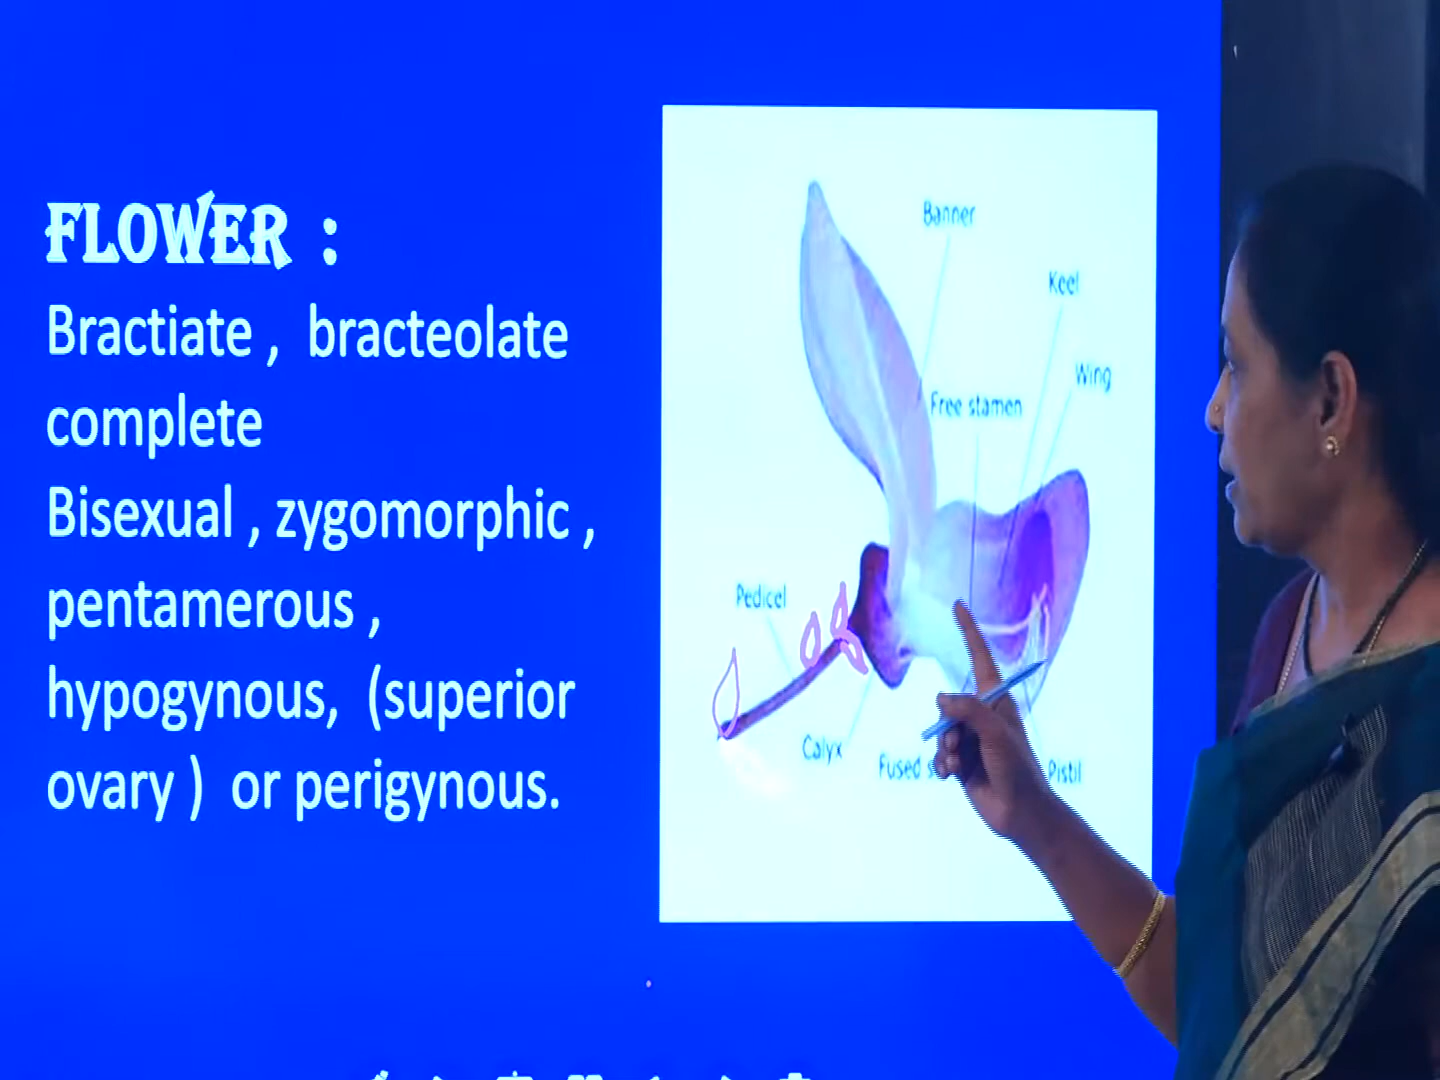 FLOWER :
Bractiate , bracteolate
complete
Bisexual , zygomorphic ,
pentamerous ,
hypogynous, (superior
ovary ) or perigynous.
Banner
Keel
Wing
Free stamen
Pedicel
Calyx
Fused
Pistil